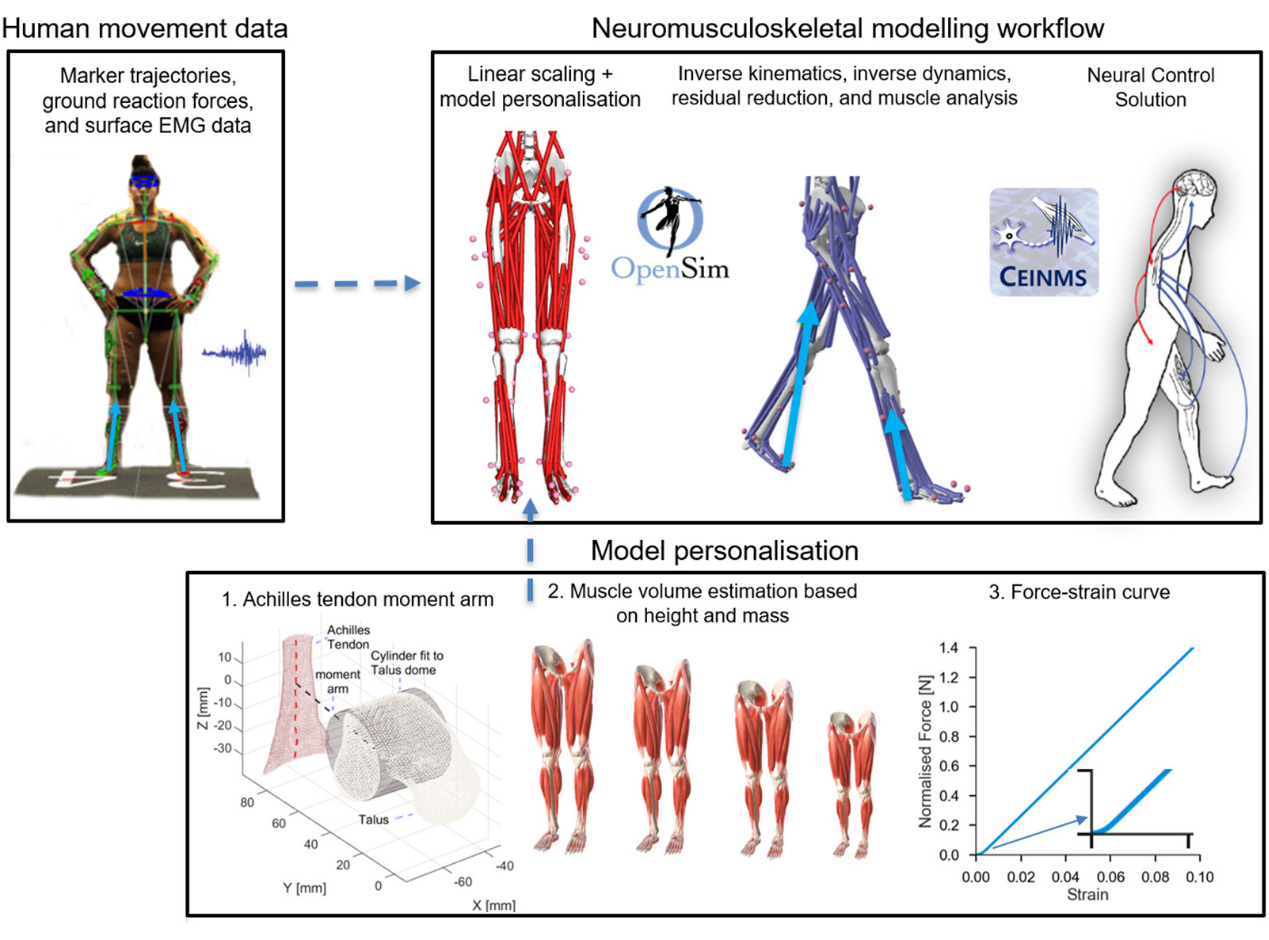 Human movement data
Marker trajectories,
ground reaction forces,
and surface EMG data
4
3
Neuromusculoskeletal modelling workflow
Linear scaling +
model personalisation
Inverse kinematics, inverse dynamics,
residual reduction, and muscle analysis
Neural Control
Solution
OpenSim
CEINMS
Model personalisation
1. Achilles tendon moment arm
Achilles
Tendon
moment
arm
Cylinder fit to
Talus dome
Talus
Z [mm]
10
0
-10
-20
-30
80
60
40
20
0
Y [mm]
-60
-40
X [mm]
2. Muscle volume estimation based
on height and mass
3. Force-strain curve
Normalised Force [N]
1.4
1.2
1.0
0.8
0.6
0.4
0.2
0.0
0.00 0.02 0.04 0.06 0.08 0.10
Strain